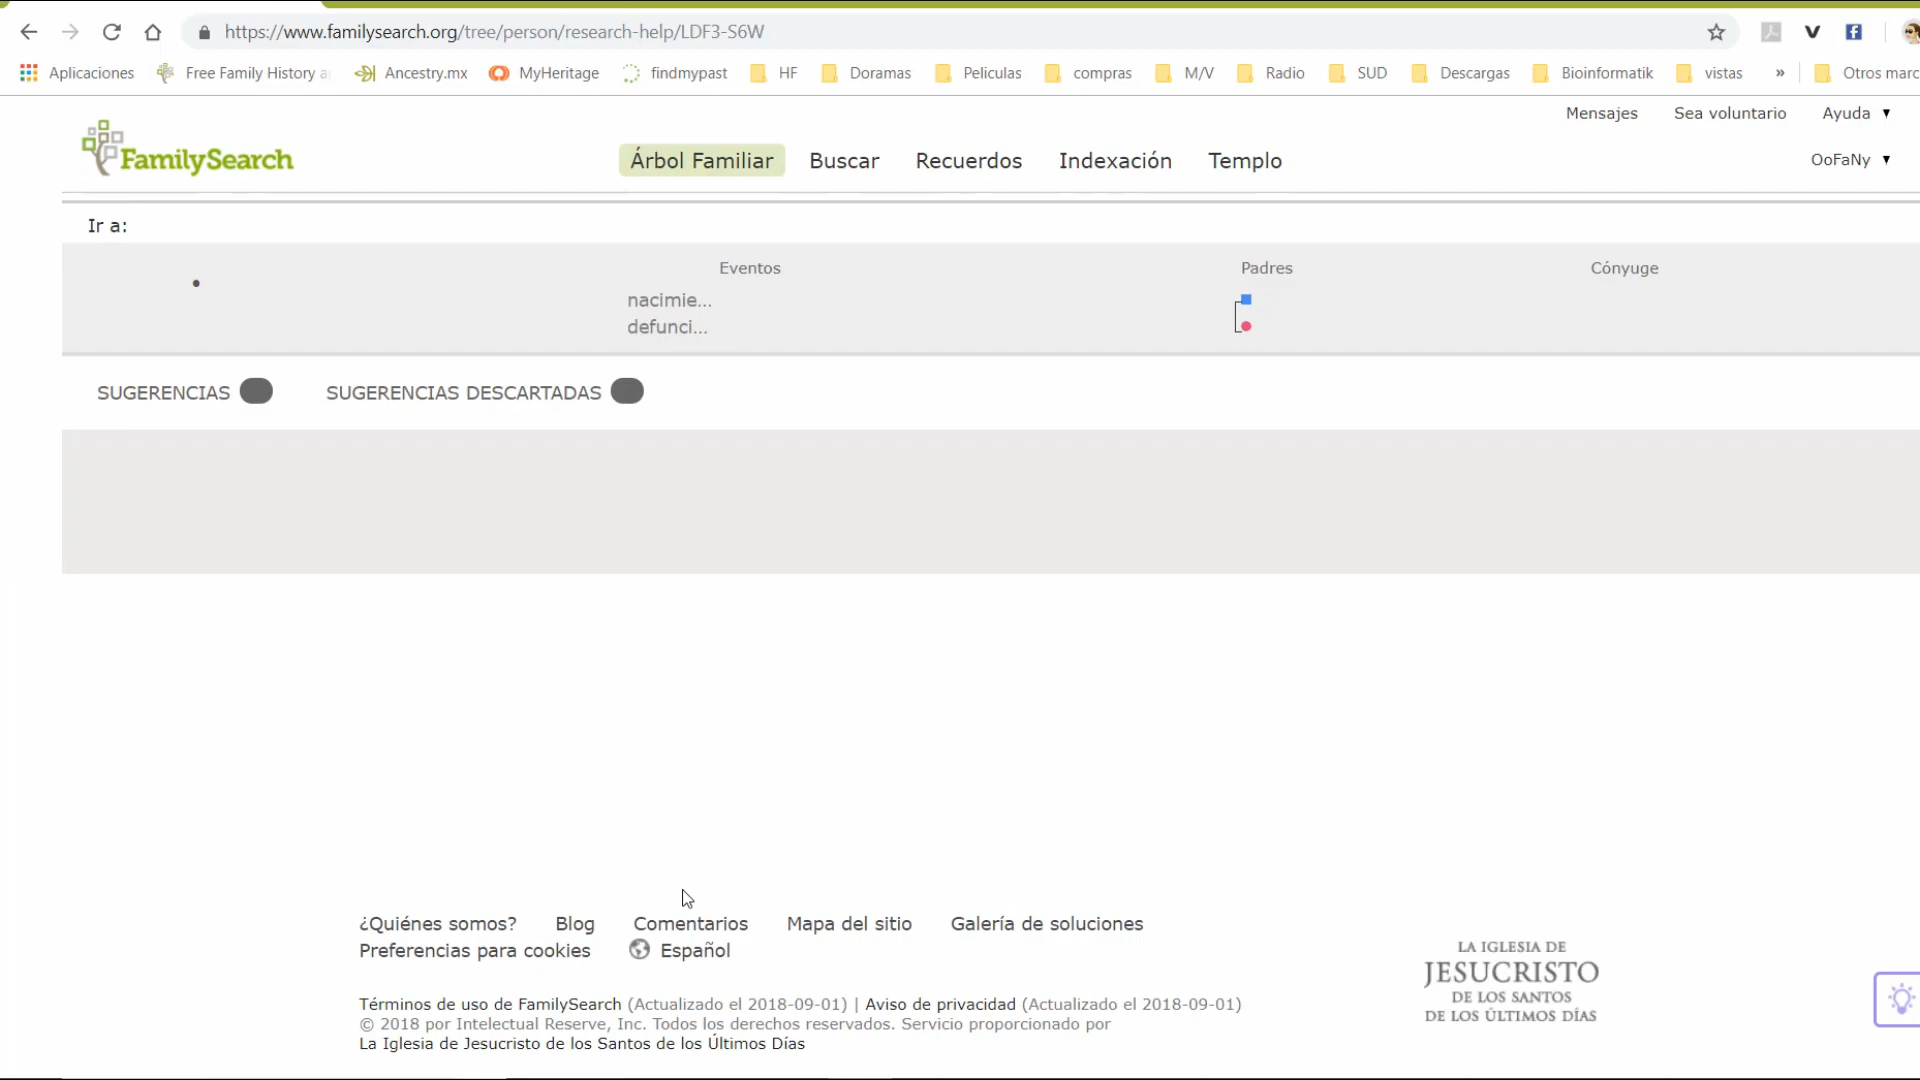 https://www.familysearch.org/tree/person/research-help/LDF3-S6W
Aplicaciones Free Family History Ancestry.mx MyHeritage findmypast HF Doramas Peliculas compras M/V Radio SUD Descargas Bioinformatik vistas » Otros marc
Mensajes Sea voluntario Ayuda ▼
FamilySearch Árbol Familiar Buscar Recuerdos Indexación Templo OoFaNy ▼
Ir a:
Eventos Padres Cónyuge
nacimie...
defunci...
SUGERENCIAS SUGERENCIAS DESCARTADAS
¿Quiénes somos? Blog Comentarios Mapa del sitio Galería de soluciones
Preferencias para cookies Español
Términos de uso de FamilySearch (Actualizado el 2018-09-01) | Aviso de privacidad (Actualizado el 2018-09-01)
© 2018 por Intelectual Reserve, Inc. Todos los derechos reservados. Servicio proporcionado por
La Iglesia de Jesucristo de los Santos de los Últimos Días
LA IGLESIA DE
JESUCRISTO
DE LOS SANTOS
DE LOS ÚLTIMOS DÍAS